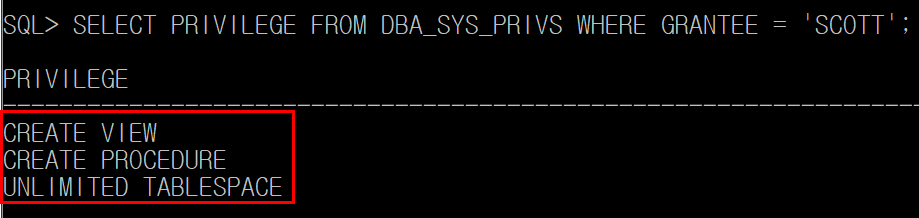 SQL> SELECT PRIVILEGE FROM DBA_SYS_PRIVS WHERE GRANTEE = 'SCOTT';
PRIVILEGE
--------------------------------------------------------------------------------
CREATE VIEW
CREATE PROCEDURE
UNLIMITED TABLESPACE